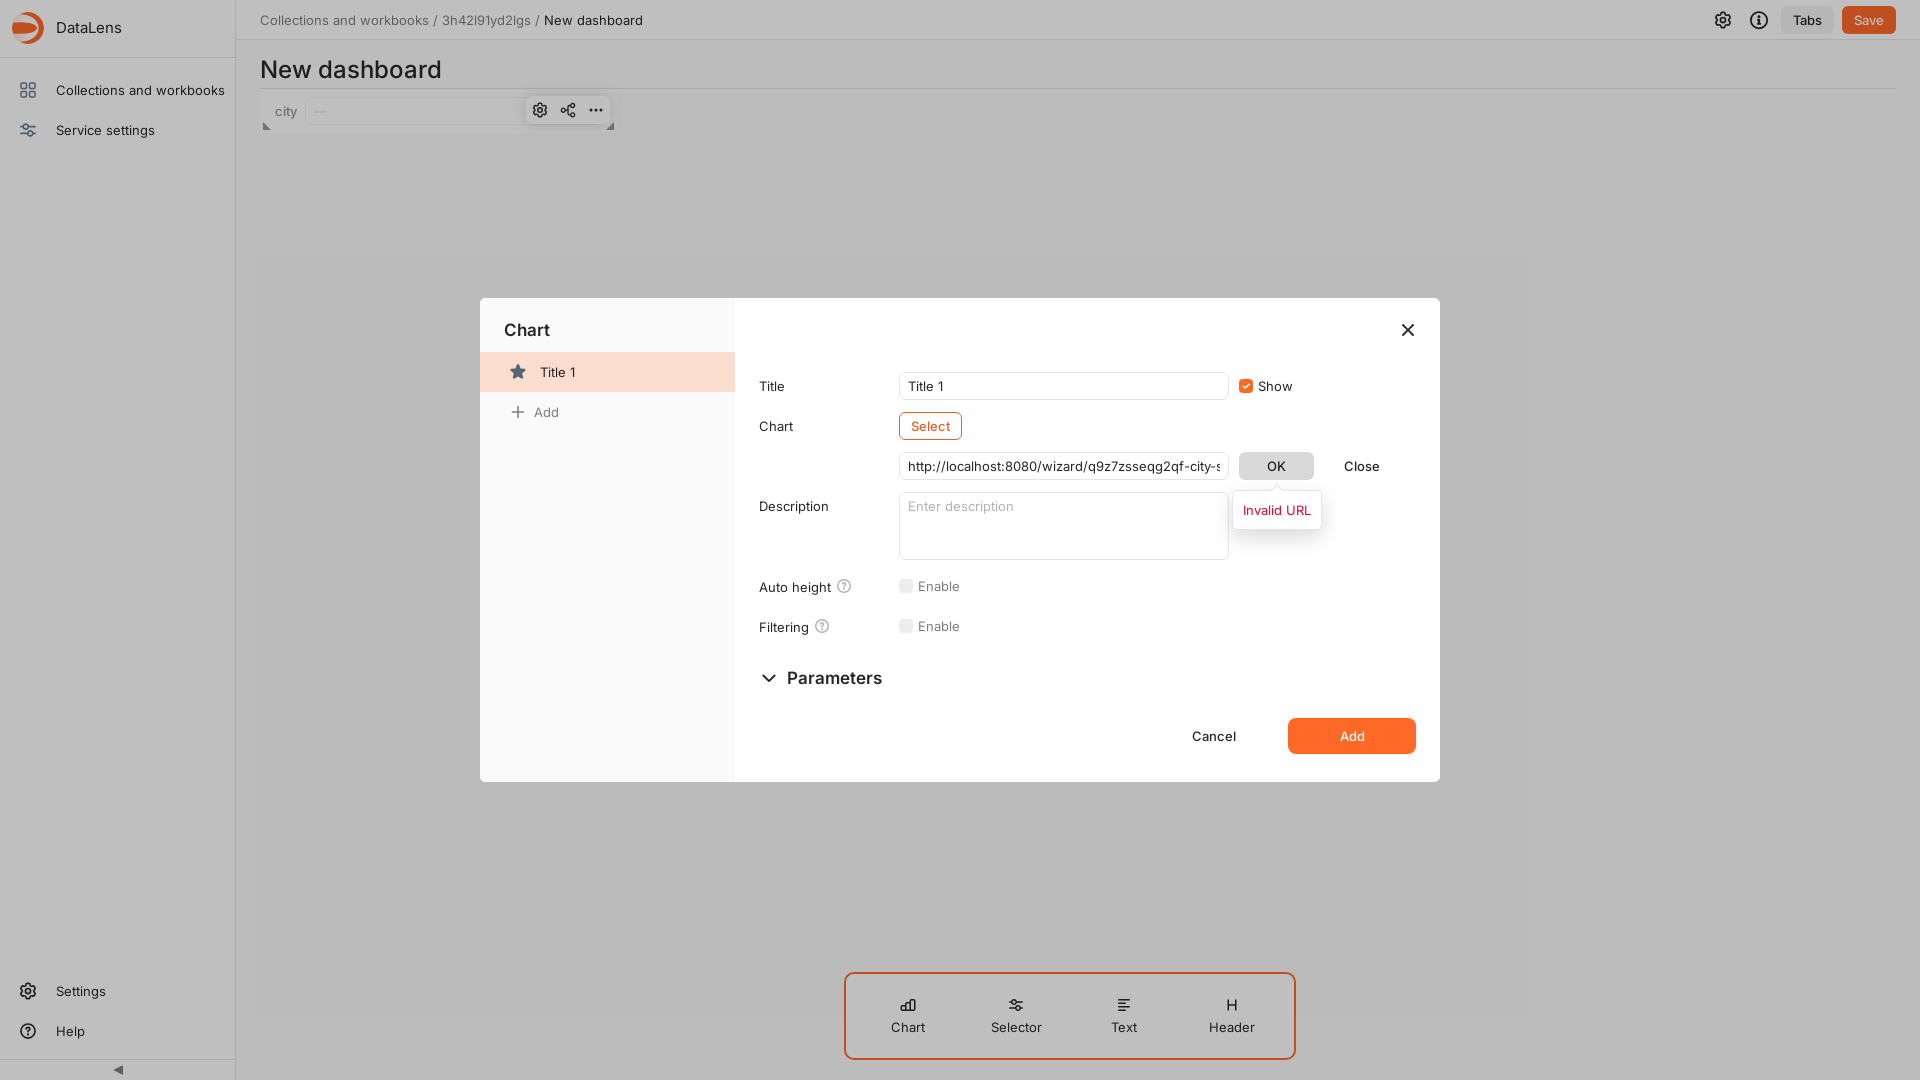 DataLens
Collections and workbooks / 3h42l91yd2lgs / New dashboard
Tabs
Save
Collections and workbooks
Service settings
New dashboard
city
—
Chart
Title 1
Add
Title
Title 1
Show
Chart
Select
http://localhost:8080/wizard/q9z7zsseqg2qf-city-s
OK
Close
Invalid URL
Description
Enter description
Auto height
Enable
Filtering
Enable
Parameters
Cancel
Add
Settings
Help
Chart
Selector
Text
Header